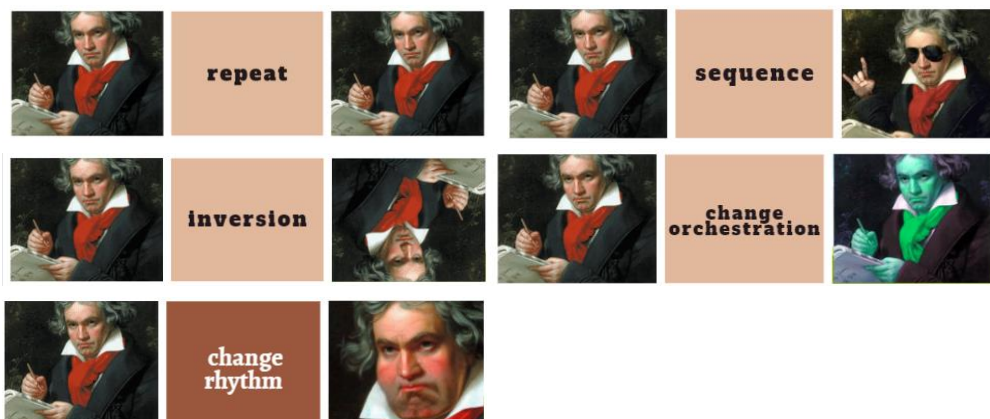 repeat
sequence
inversion
change
orchestration
change
rhythm